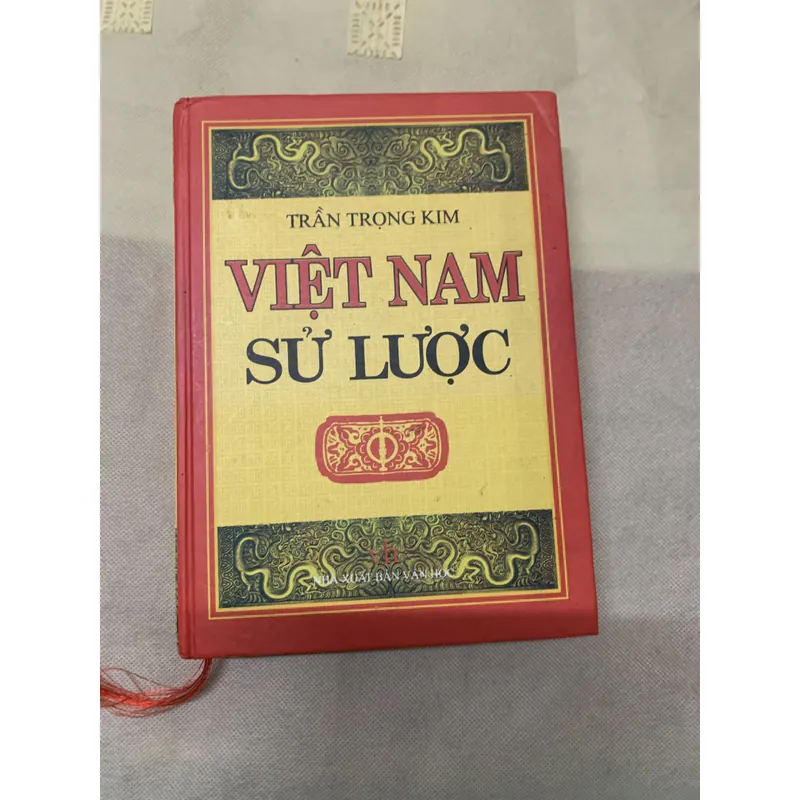 TRẦN TRỌNG KIM
VIỆT NAM
SỬ LƯỢC
vh
NHÀ XUẤT BẢN VĂN HỌC